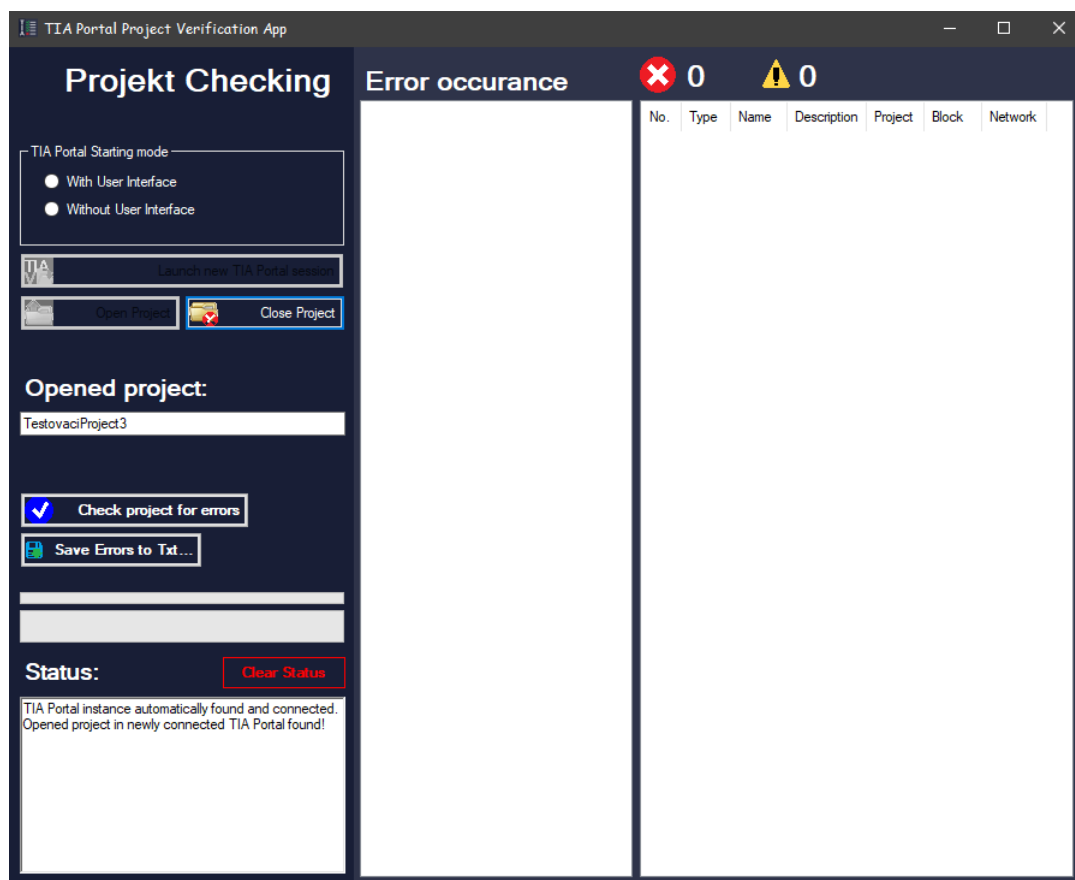 TIA Portal Project Verification App
Projekt Checking
TIA Portal Starting mode
With User Interface
Without User Interface
TIA
V
Launch new TIA Portal session
Open Project
Close Project
Opened project:
TestovaciProject3
Check project for errors
Save Errors to Txt...
Status:
Clear Status
TIA Portal instance automatically found and connected.
Opened project in newly connected TIA Portal found!
Error occurance
0
0
No. Type Name Description Project Block Network